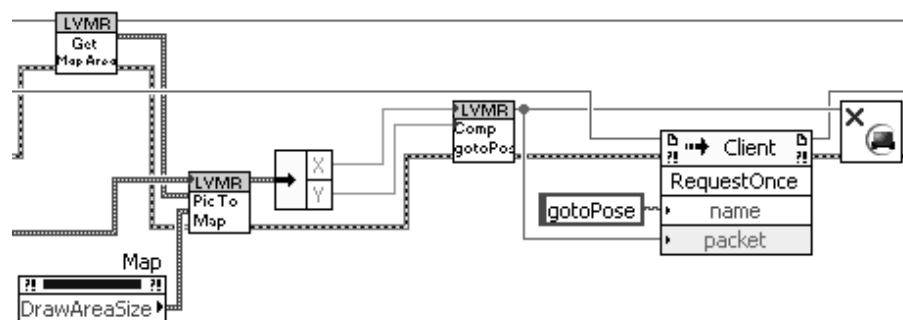 LVMR
Get
Map Area
LVMR
Comp
gotoPos
X
Y
LVMR
Pic To
Map
?! Client ?!
RequestOnce
gotoPose
name
packet
Map
?! ?!
DrawAreaSize